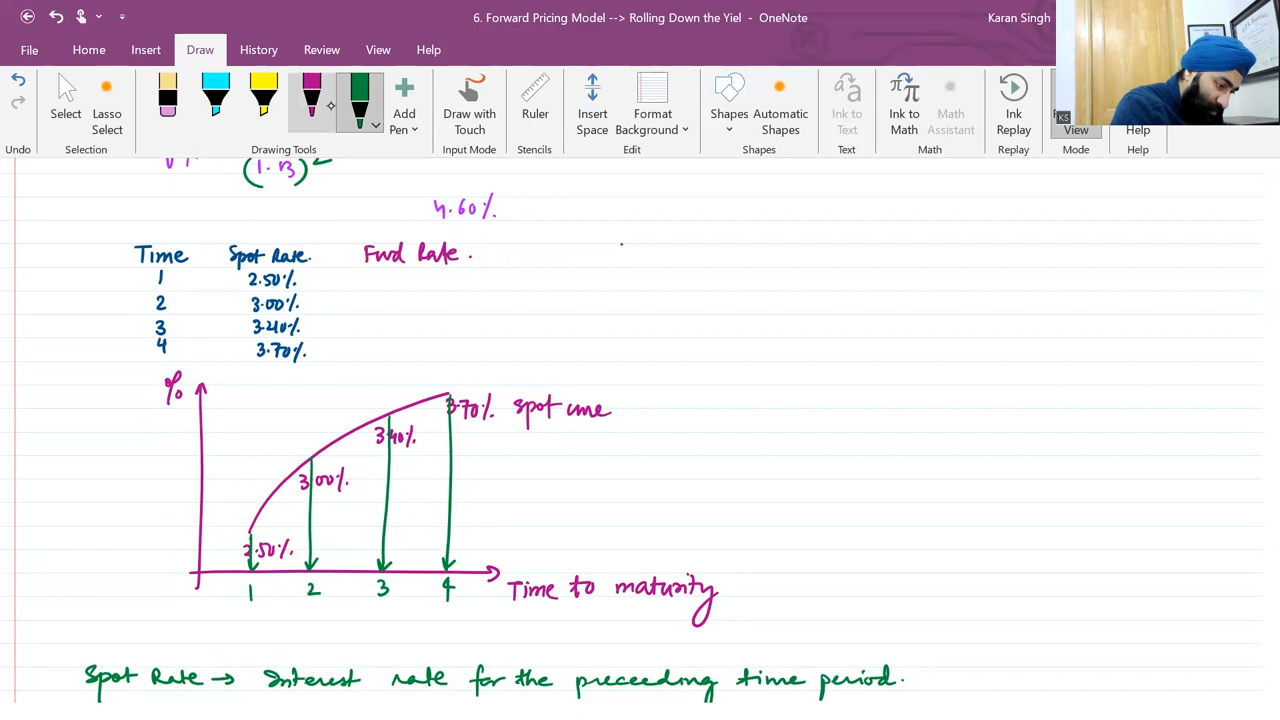 6. Forward Pricing Model --> Rolling Down the Yiel - OneNote
Karan Singh
File Home Insert Draw History Review View Help
Select
Lasso Select
Add Pen
Draw with Touch
Ruler
Insert Space
Format Background
Shapes
Automatic Shapes
Ink to Text
Ink to Math
Math Assistant
Ink Replay
View
Help
KS
Undo Selection Drawing Tools Input Mode Stencils Edit Shapes Text Math Replay Mode Help
4.60%.
Time Spot Rate. Fwd Rate.
1 2.50%.
2 3.00%.
3 3.40%.
4 3.70%.
%
3.70%. Spot curve
3.40%.
3.00%.
2.50%.
1 2 3 4 Time to maturity
Spot Rate → Interest rate for the preceeding time period.